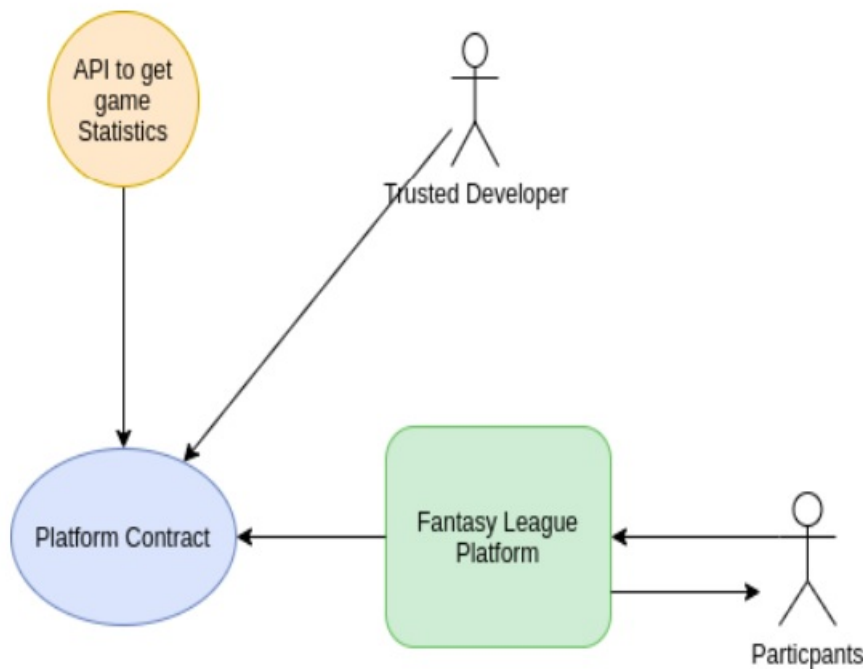 API to get
game
Statistics
Trusted Developer
Platform Contract
Fantasy League
Platform
Particpants